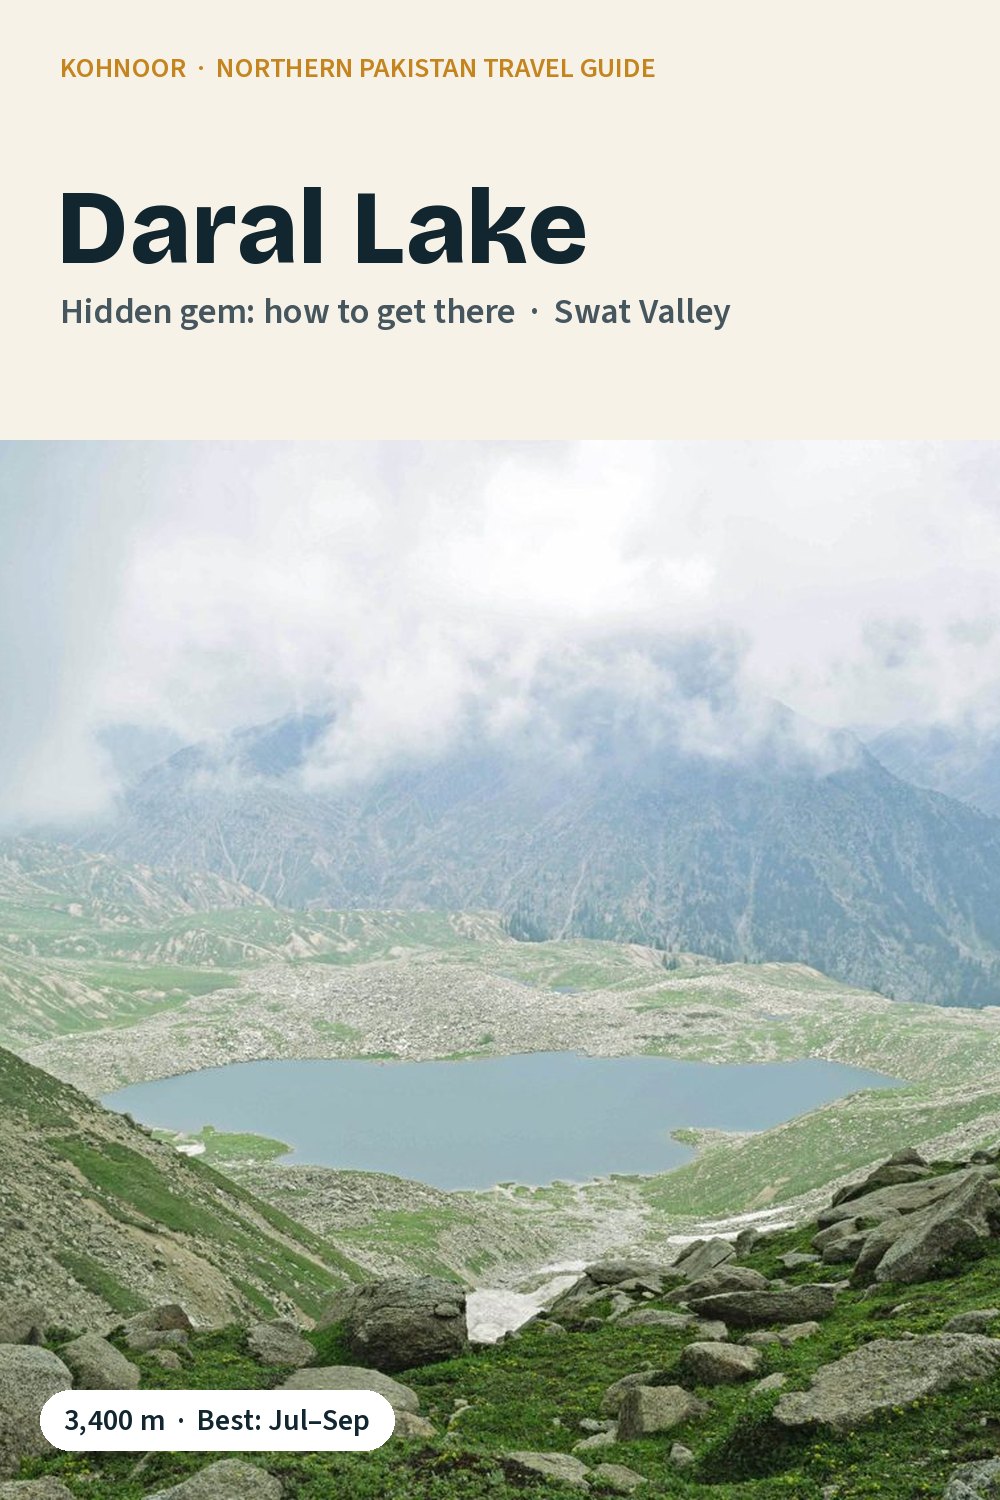 KOHNOOR · NORTHERN PAKISTAN TRAVEL GUIDE
Daral Lake
Hidden gem: how to get there · Swat Valley
3,400 m · Best: Jul–Sep